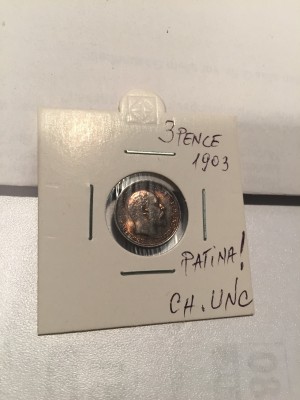 3 PENCE
1903
PATINA!
CH. UNC